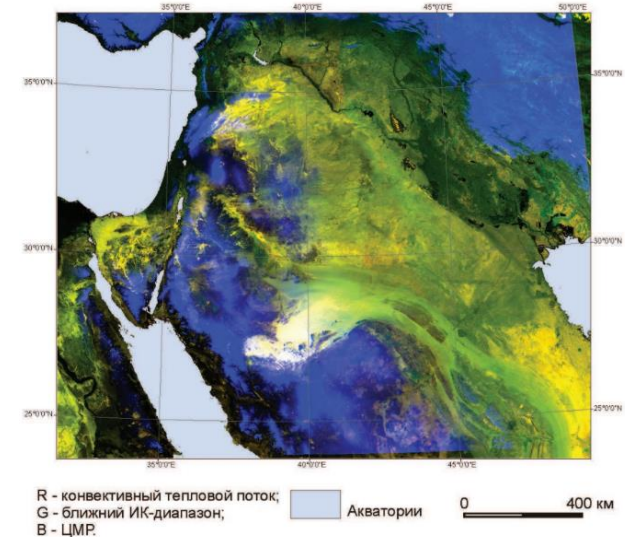 35°0'0"E 40°0'0"E 45°0'0"E 50°0'0"E
35°0'0"N 35°0'0"N
30°0'0"N 30°0'0"N
25°0'0"N 25°0'0"N
35°0'0"E 40°0'0"E 45°0'0"E
R - конвективный тепловой поток;
G - ближний ИК-диапазон;
B - ЦМР.
Акватории
0 400 км